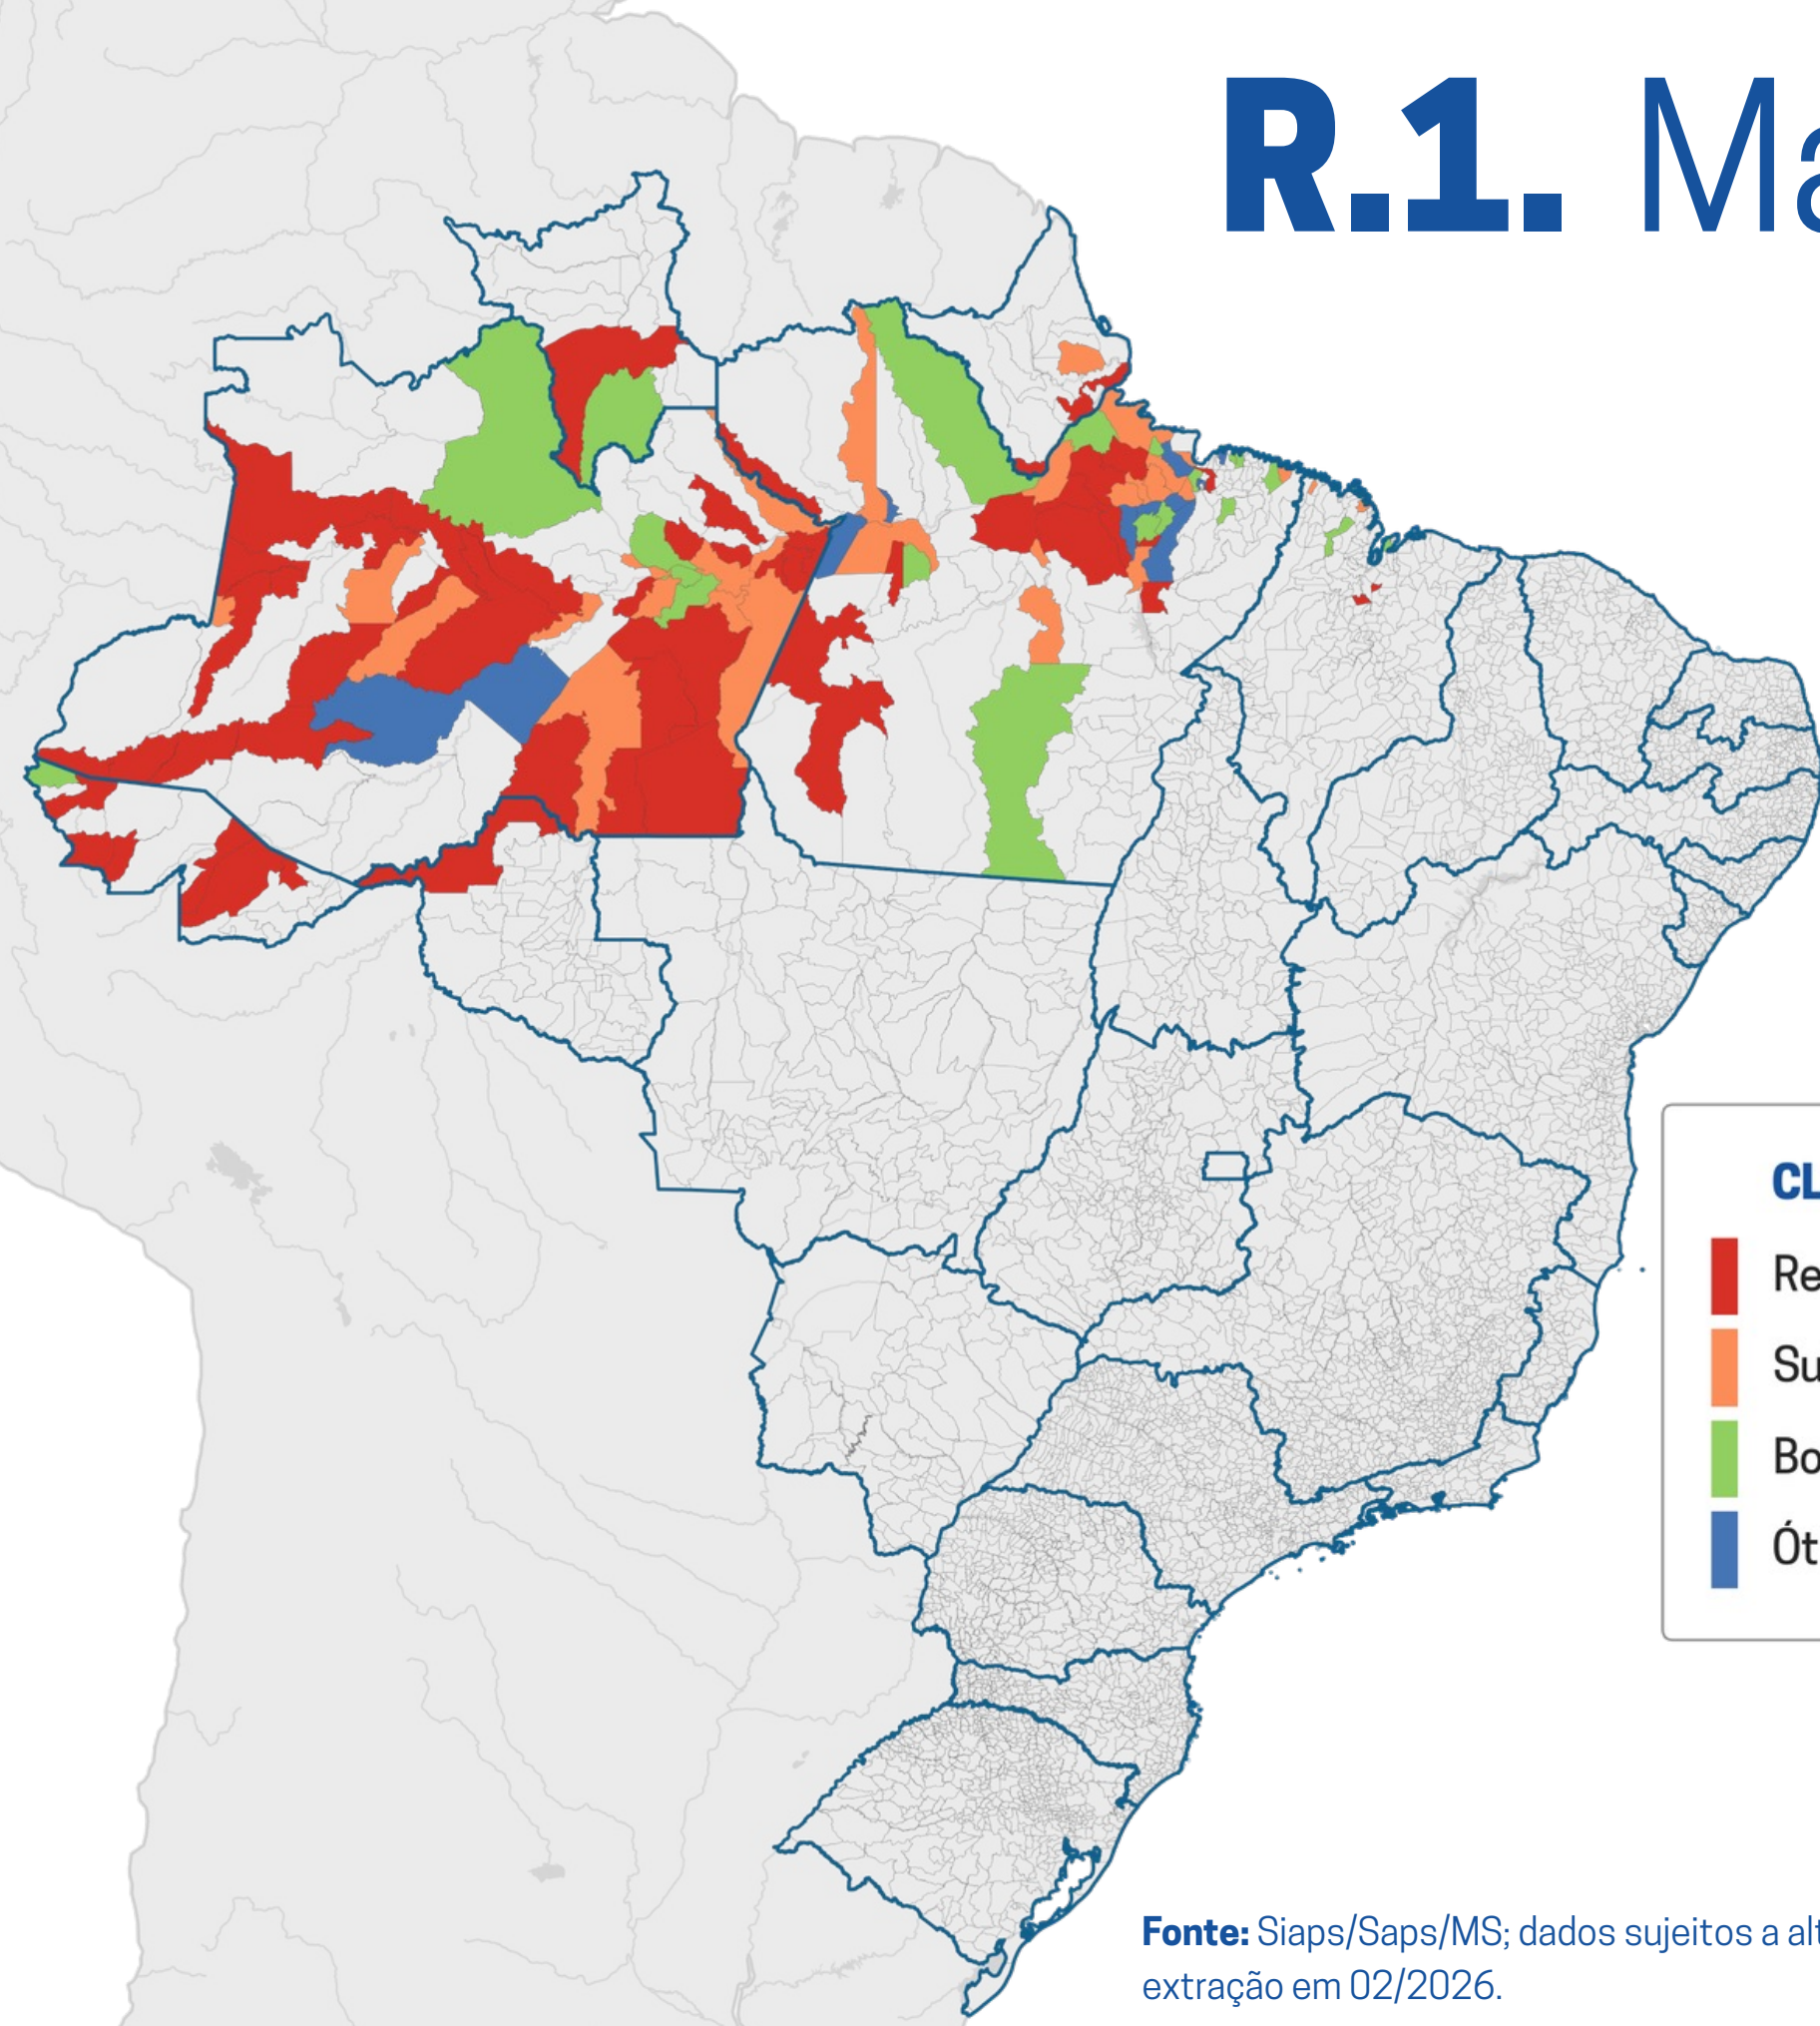 R.1. Ma
CL
Re
Su
Bo
Ót
Fonte: Siaps/Saps/MS; dados sujeitos a alt
extração em 02/2026.